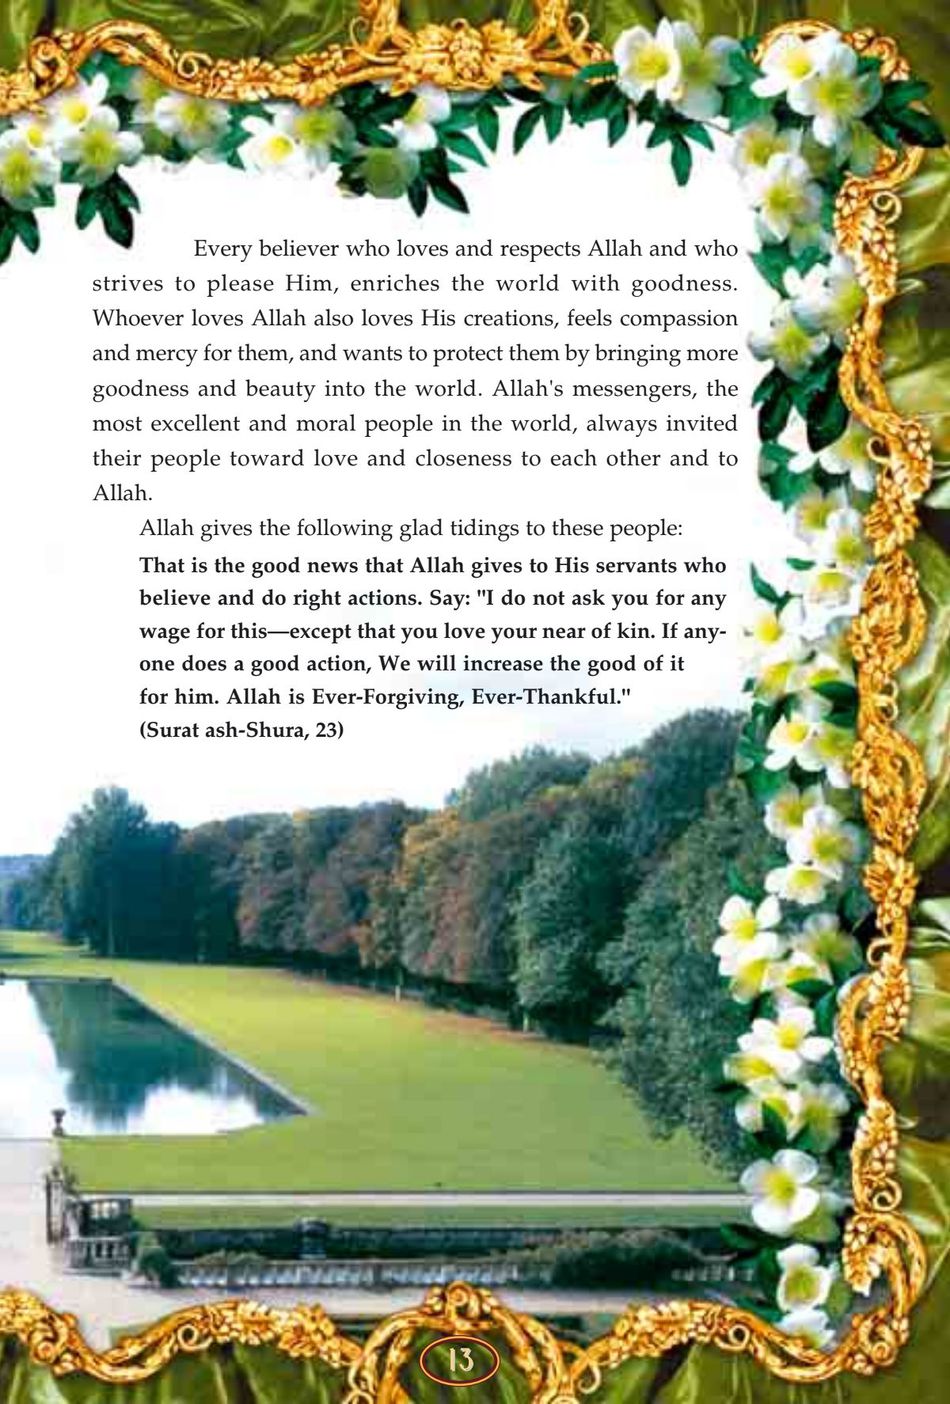 Every believer who loves and respects Allah and who
strives to please Him, enriches the world with goodness.
Whoever loves Allah also loves His creations, feels compassion
and mercy for them, and wants to protect them by bringing more
goodness and beauty into the world. Allah's messengers, the
most excellent and moral people in the world, always invited
their people toward love and closeness to each other and to
Allah.
Allah gives the following glad tidings to these people:
That is the good news that Allah gives to His servants who
believe and do right actions. Say: "I do not ask you for any
wage for this—except that you love your near of kin. If any-
one does a good action, We will increase the good of it
for him. Allah is Ever-Forgiving, Ever-Thankful."
(Surat ash-Shura, 23)
13